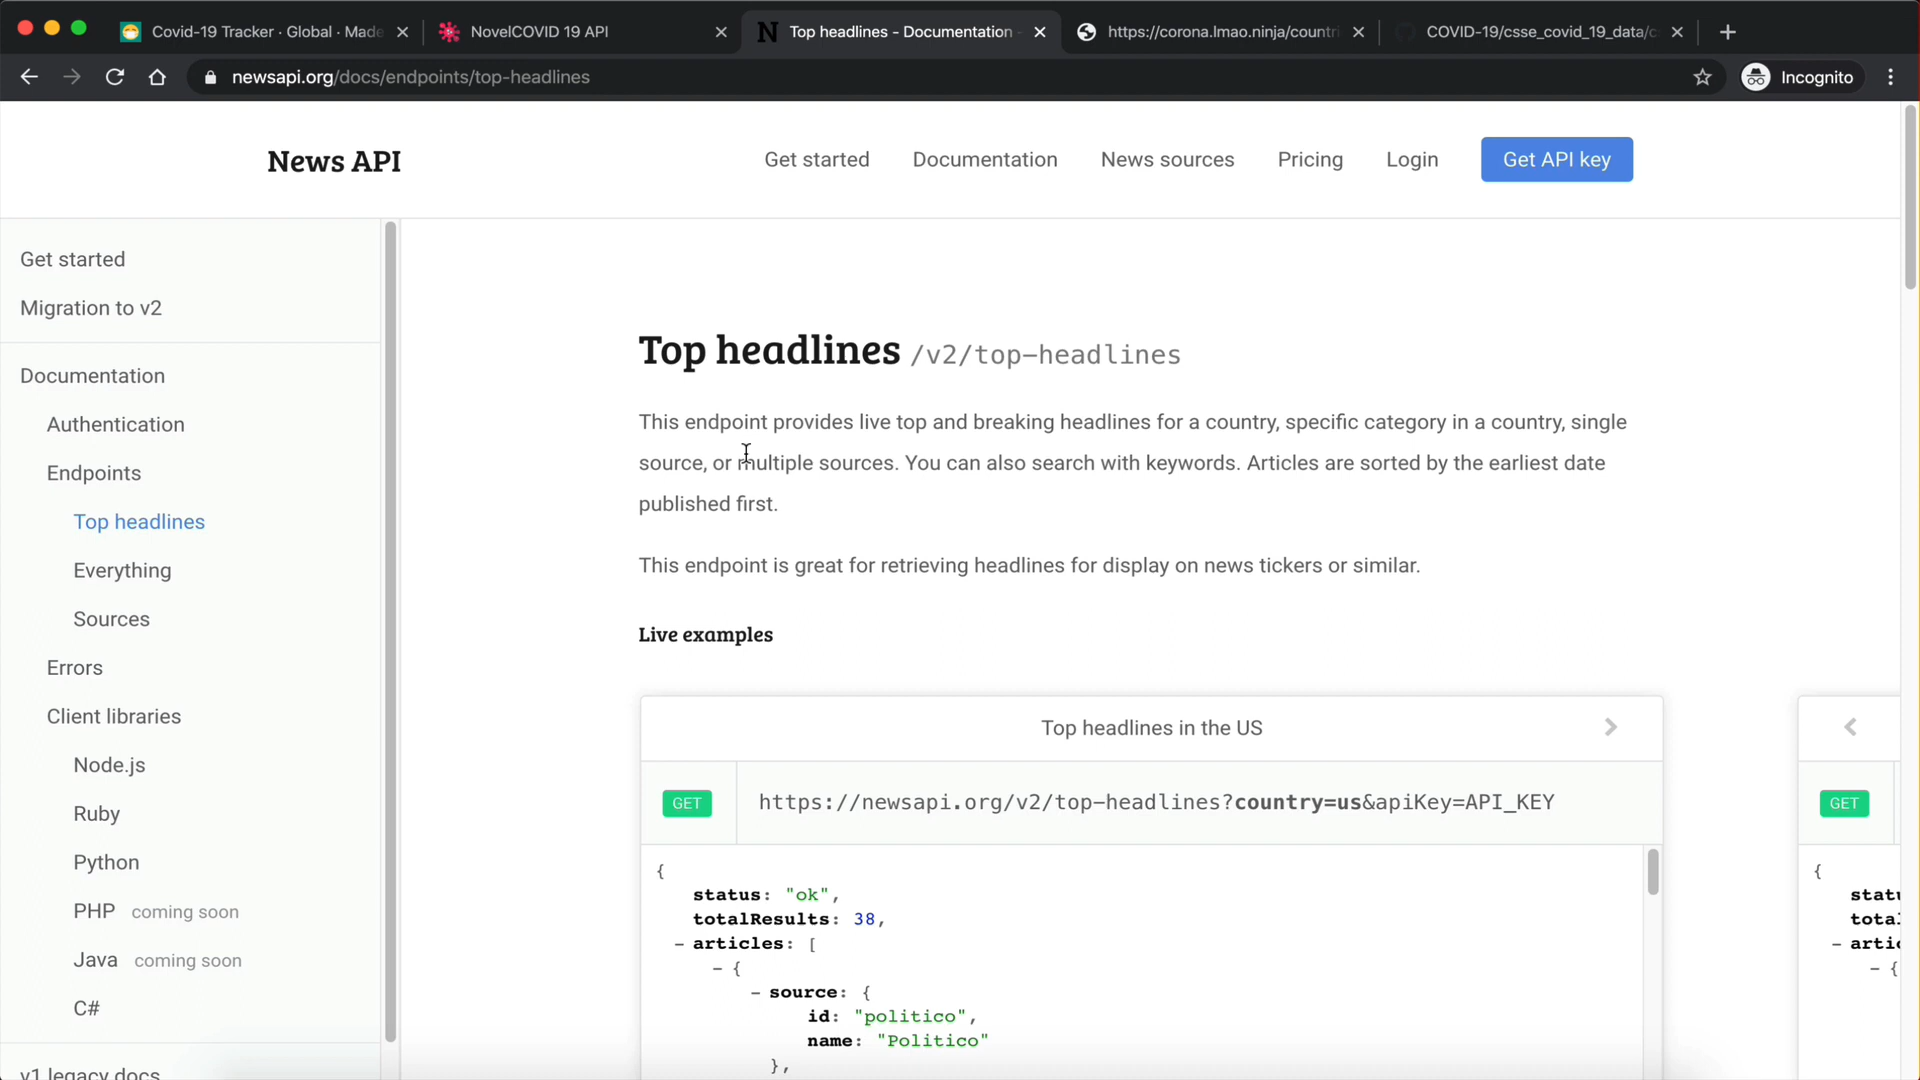 Covid-19 Tracker · Global · Made
NovelCOVID 19 API
Top headlines - Documentation -
https://corona.lmao.ninja/countri
COVID-19/csse_covid_19_data/c
newsapi.org/docs/endpoints/top-headlines
Incognito
News API
Get started
Documentation
News sources
Pricing
Login
Get API key
Get started
Migration to v2
Documentation
Authentication
Endpoints
Top headlines
Everything
Sources
Errors
Client libraries
Node.js
Ruby
Python
PHP coming soon
Java coming soon
C#
v1 legacy docs
Top headlines /v2/top-headlines
This endpoint provides live top and breaking headlines for a country, specific category in a country, single
source, or multiple sources. You can also search with keywords. Articles are sorted by the earliest date
published first.
This endpoint is great for retrieving headlines for display on news tickers or similar.
Live examples
Top headlines in the US
GET https://newsapi.org/v2/top-headlines?country=us&apiKey=API_KEY
{
status: "ok",
totalResults: 38,
- articles: [
- {
- source: {
id: "politico",
name: "Politico"
},
GET
{
statu
total
- artic
- {